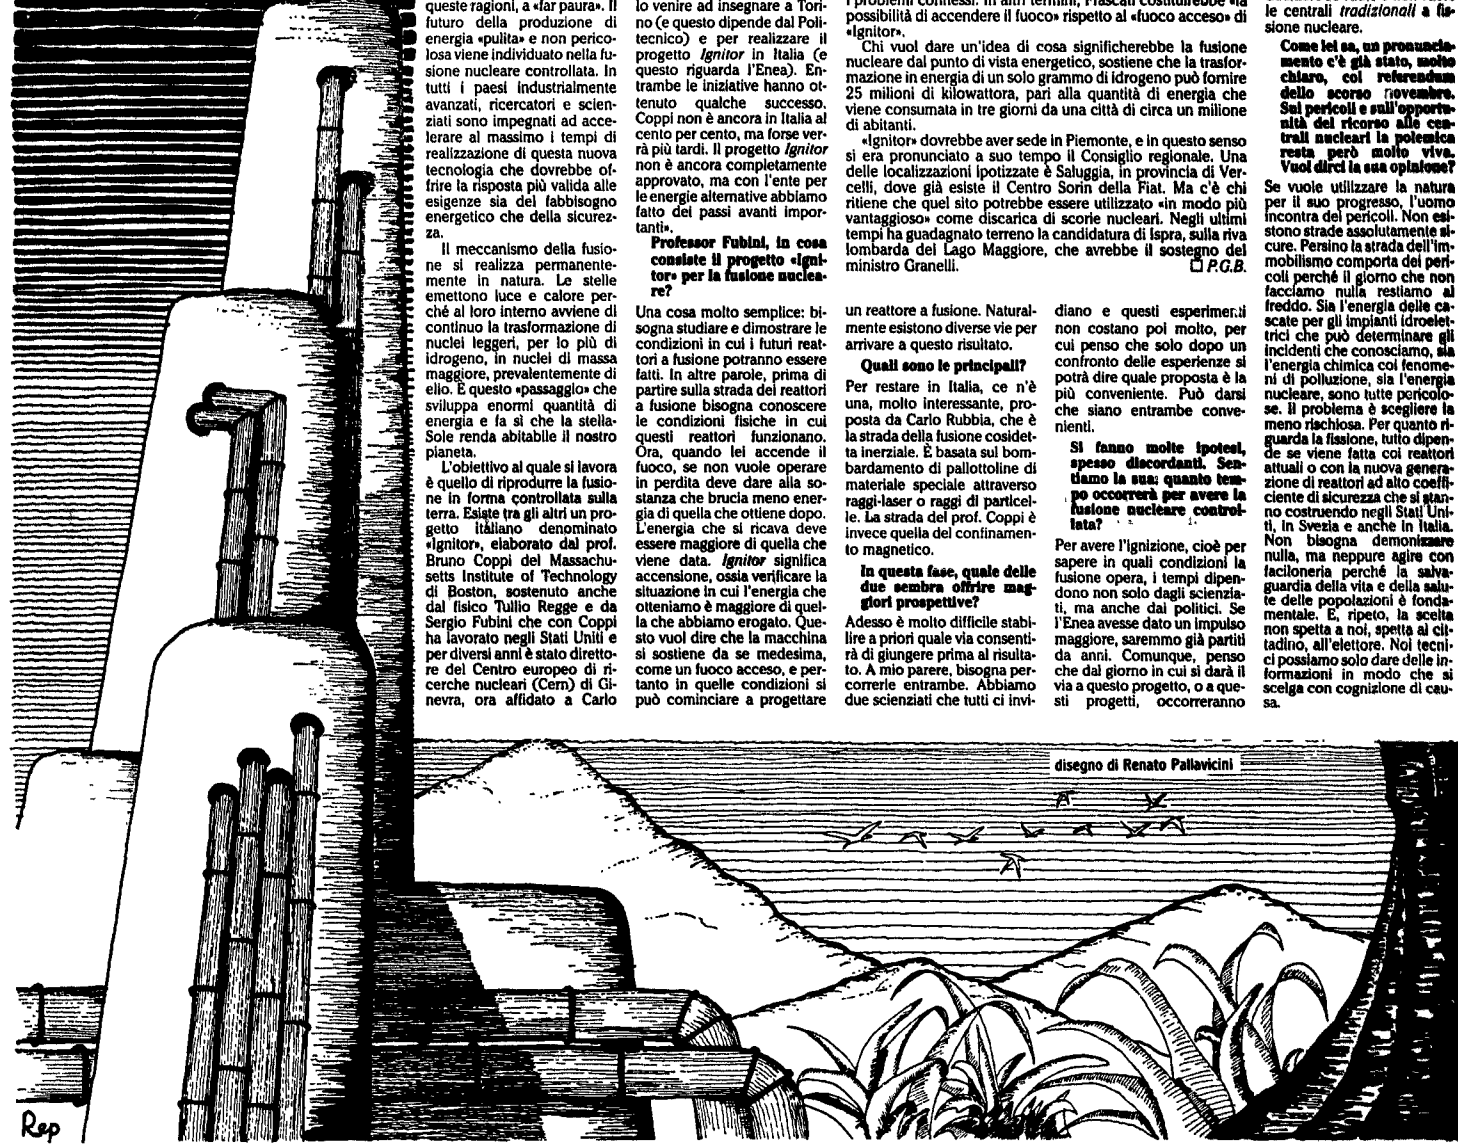 queste ragioni, a «far paura». Il
futuro della produzione di
energia «pulita» e non perico-
losa viene individuato nella fu-
sione nucleare controllata. In
tutti i paesi industrialmente
avanzati, ricercatori e scien-
ziati sono impegnati ad acce-
lerare al massimo i tempi di
realizzazione di questa nuova
tecnologia che dovrebbe of-
frire la risposta più valida alle
esigenze sia del fabbisogno
energetico che della sicurez-
za.
Il meccanismo della fusio-
ne si realizza permanente-
mente in natura. Le stelle
emettono luce e calore per-
ché al loro interno avviene di
continuo la trasformazione di
nuclei leggeri, per lo più di
idrogeno, in nuclei di massa
maggiore, prevalentemente di
elio. È questo «passaggio» che
sviluppa enormi quantità di
energia e fa sì che la stella-
Sole renda abitabile il nostro
pianeta.
L'obiettivo al quale si lavora
è quello di riprodurre la fusio-
ne in forma controllata sulla
terra. Esiste tra gli altri un pro-
getto italiano denominato
«Ignitor», elaborato dal prof.
Bruno Coppi del Massachu-
setts Institute of Technology
di Boston, sostenuto anche
dal fisico Tullio Regge e da
Sergio Fubini che con Coppi
ha lavorato negli Stati Uniti e
per diversi anni è stato diretto-
re del Centro europeo di ri-
cerche nucleari (Cern) di Gi-
nevra, ora affidato a Carlo
lo venire ad insegnare a Tori-
no (e questo dipende dal Poli-
tecnico) e per realizzare il
progetto Ignitor in Italia (e
questo riguarda l'Enea). En-
trambe le iniziative hanno ot-
tenuto qualche successo.
Coppi non è ancora in Italia al
cento per cento, ma forse ver-
rà più tardi. Il progetto Ignitor
non è ancora completamente
approvato, ma con l'ente per
le energie alternative abbiamo
fatto dei passi avanti impor-
tanti».
Professor Fubini, in cosa
consiste il progetto «Igni-
tor» per la fusione nuclea-
re?
Una cosa molto semplice: bi-
sogna studiare e dimostrare le
condizioni in cui i futuri reat-
tori a fusione potranno essere
fatti. In altre parole, prima di
partire sulla strada dei reattori
a fusione bisogna conoscere
le condizioni fisiche in cui
questi reattori funzionano.
Ora, quando lei accende il
fuoco, se non vuole operare
in perdita deve dare alla so-
stanza che brucia meno ener-
gia di quella che ottiene dopo.
L'energia che si ricava deve
essere maggiore di quella che
viene data. Ignitor significa
accensione, ossia verificare la
situazione in cui l'energia che
otteniamo è maggiore di quel-
la che abbiamo erogato. Que-
sto vuol dire che la macchina
si sostiene da se medesima,
come un fuoco acceso, e per-
tanto in quelle condizioni si
può cominciare a progettare
i problemi connessi. In altri termini, Frascati costituirebbe «la
possibilità di accendere il fuoco» rispetto al «fuoco acceso» di
«Ignitor».
Chi vuol dare un'idea di cosa significherebbe la fusione
nucleare dal punto di vista energetico, sostiene che la trasfor-
mazione in energia di un solo grammo di idrogeno può fornire
25 milioni di kilowattora, pari alla quantità di energia che
viene consumata in tre giorni da una città di circa un milione
di abitanti.
«Ignitor» dovrebbe aver sede in Piemonte, e in questo senso
si era pronunciato a suo tempo il Consiglio regionale. Una
delle localizzazioni ipotizzate è Saluggia, in provincia di Ver-
celli, dove già esiste il Centro Sorin della Fiat. Ma c'è chi
ritiene che quel sito potrebbe essere utilizzato «in modo più
vantaggioso» come discarica di scorie nucleari. Negli ultimi
tempi ha guadagnato terreno la candidatura di Ispra, sulla riva
lombarda del Lago Maggiore, che avrebbe il sostegno del
ministro Granelli.
□ P.G.B.
un reattore a fusione. Natural-
mente esistono diverse vie per
arrivare a questo risultato.
Quali sono le principali?
Per restare in Italia, ce n'è
una, molto interessante, pro-
posta da Carlo Rubbia, che è
la strada della fusione cosidet-
ta inerziale. È basata sul bom-
bardamento di pallottoline di
materiale speciale attraverso
raggi-laser o raggi di particel-
le. La strada del prof. Coppi è
invece quella del confinamen-
to magnetico.
In questa fase, quale delle
due sembra offrire mag-
giori prospettive?
Adesso è molto difficile stabi-
lire a priori quale via consenti-
rà di giungere prima al risulta-
to. A mio parere, bisogna per-
correrle entrambe. Abbiamo
due scienziati che tutti ci invi-
diano e questi esperimenti
non costano poi molto, per
cui penso che solo dopo un
confronto delle esperienze si
potrà dire quale proposta è la
più conveniente. Può darsi
che siano entrambe conve-
nienti.
Si fanno molte ipotesi,
spesso discordanti. Sen-
tiamo la sua: quanto tem-
po occorrerà per avere la
fusione nucleare control-
lata?
Per avere l'ignizione, cioè per
sapere in quali condizioni la
fusione opera, i tempi dipen-
dono non solo dagli scienzia-
ti, ma anche dai politici. Se
l'Enea avesse dato un impulso
maggiore, saremmo già partiti
da anni. Comunque, penso
che dal giorno in cui si darà il
via a questo progetto, o a que-
sti progetti, occorreranno
le centrali tradizionali a fis-
sione nucleare.
Come lei sa, un pronuncia-
mento c'è già stato, molto
chiaro, col referendum
dello scorso novembre.
Sui pericoli e sull'opportu-
nità del ricorso alle cen-
trali nucleari la polemica
resta però molto viva.
Vuol dirci la sua opinione?
Se vuole utilizzare la natura
per il suo progresso, l'uomo
incontra dei pericoli. Non esi-
stono strade assolutamente si-
cure. Persino la strada dell'im-
mobilismo comporta dei peri-
coli perché il giorno che non
facciamo nulla restiamo al
freddo. Sia l'energia delle ca-
scate per gli impianti idroelet-
trici che può determinare gli
incidenti che conosciamo, sia
l'energia chimica coi fenome-
ni di polluzione, sia l'energia
nucleare, sono tutte pericolo-
se. Il problema è scegliere la
meno rischiosa. Per quanto ri-
guarda la fissione, tutto dipen-
de se viene fatta coi reattori
attuali o con la nuova genera-
zione di reattori ad alto coeffi-
ciente di sicurezza che si stan-
no costruendo negli Stati Uni-
ti, in Svezia e anche in Italia.
Non bisogna demonizzare
nulla, ma neppure agire con
faciloneria perché la salva-
guardia della vita e della salu-
te delle popolazioni è fonda-
mentale. E, ripeto, la scelta
non spetta a noi, spetta al cit-
tadino, all'elettore. Noi tecni-
ci possiamo solo dare delle in-
formazioni in modo che si
scelga con cognizione di cau-
sa.
disegno di Renato Pallavicini
Rep